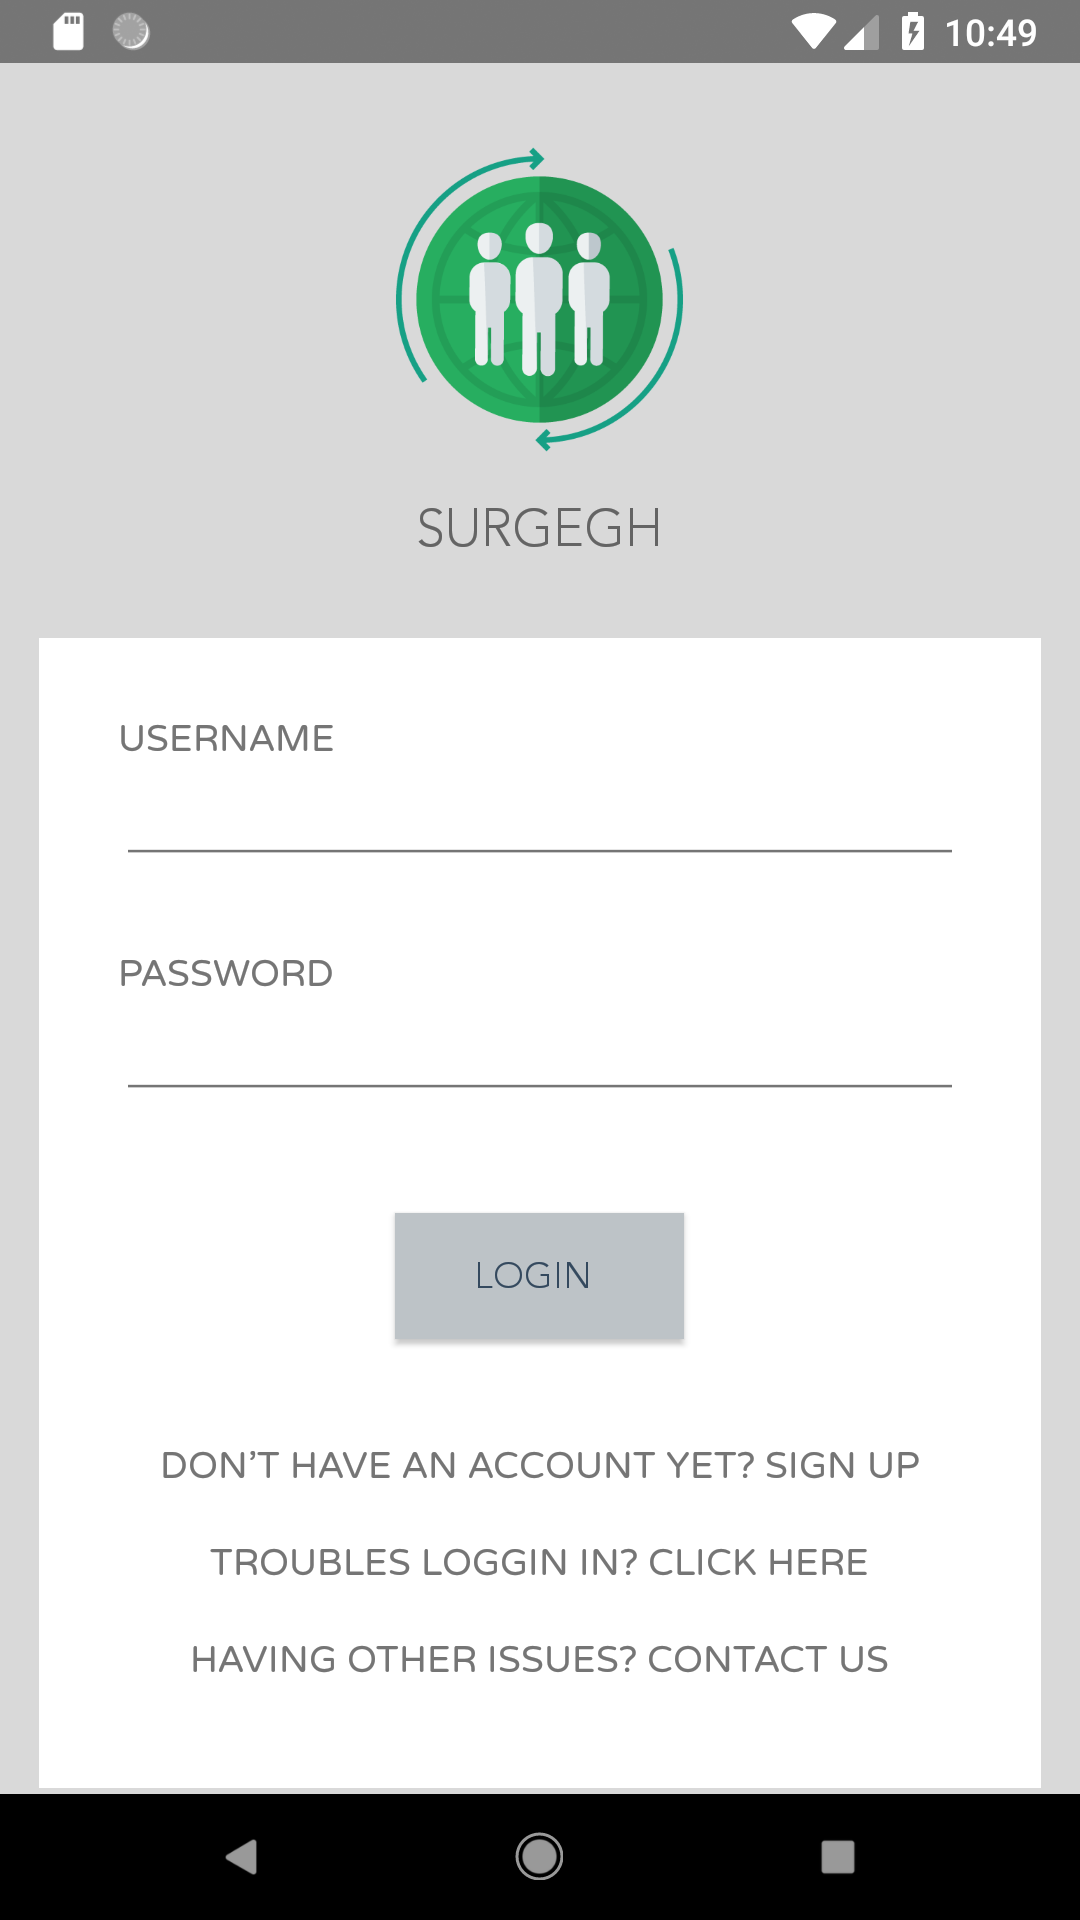 10:49
SURGEGH
USERNAME
PASSWORD
LOGIN
DON'T HAVE AN ACCOUNT YET? SIGN UP
TROUBLES LOGGIN IN? CLICK HERE
HAVING OTHER ISSUES? CONTACT US